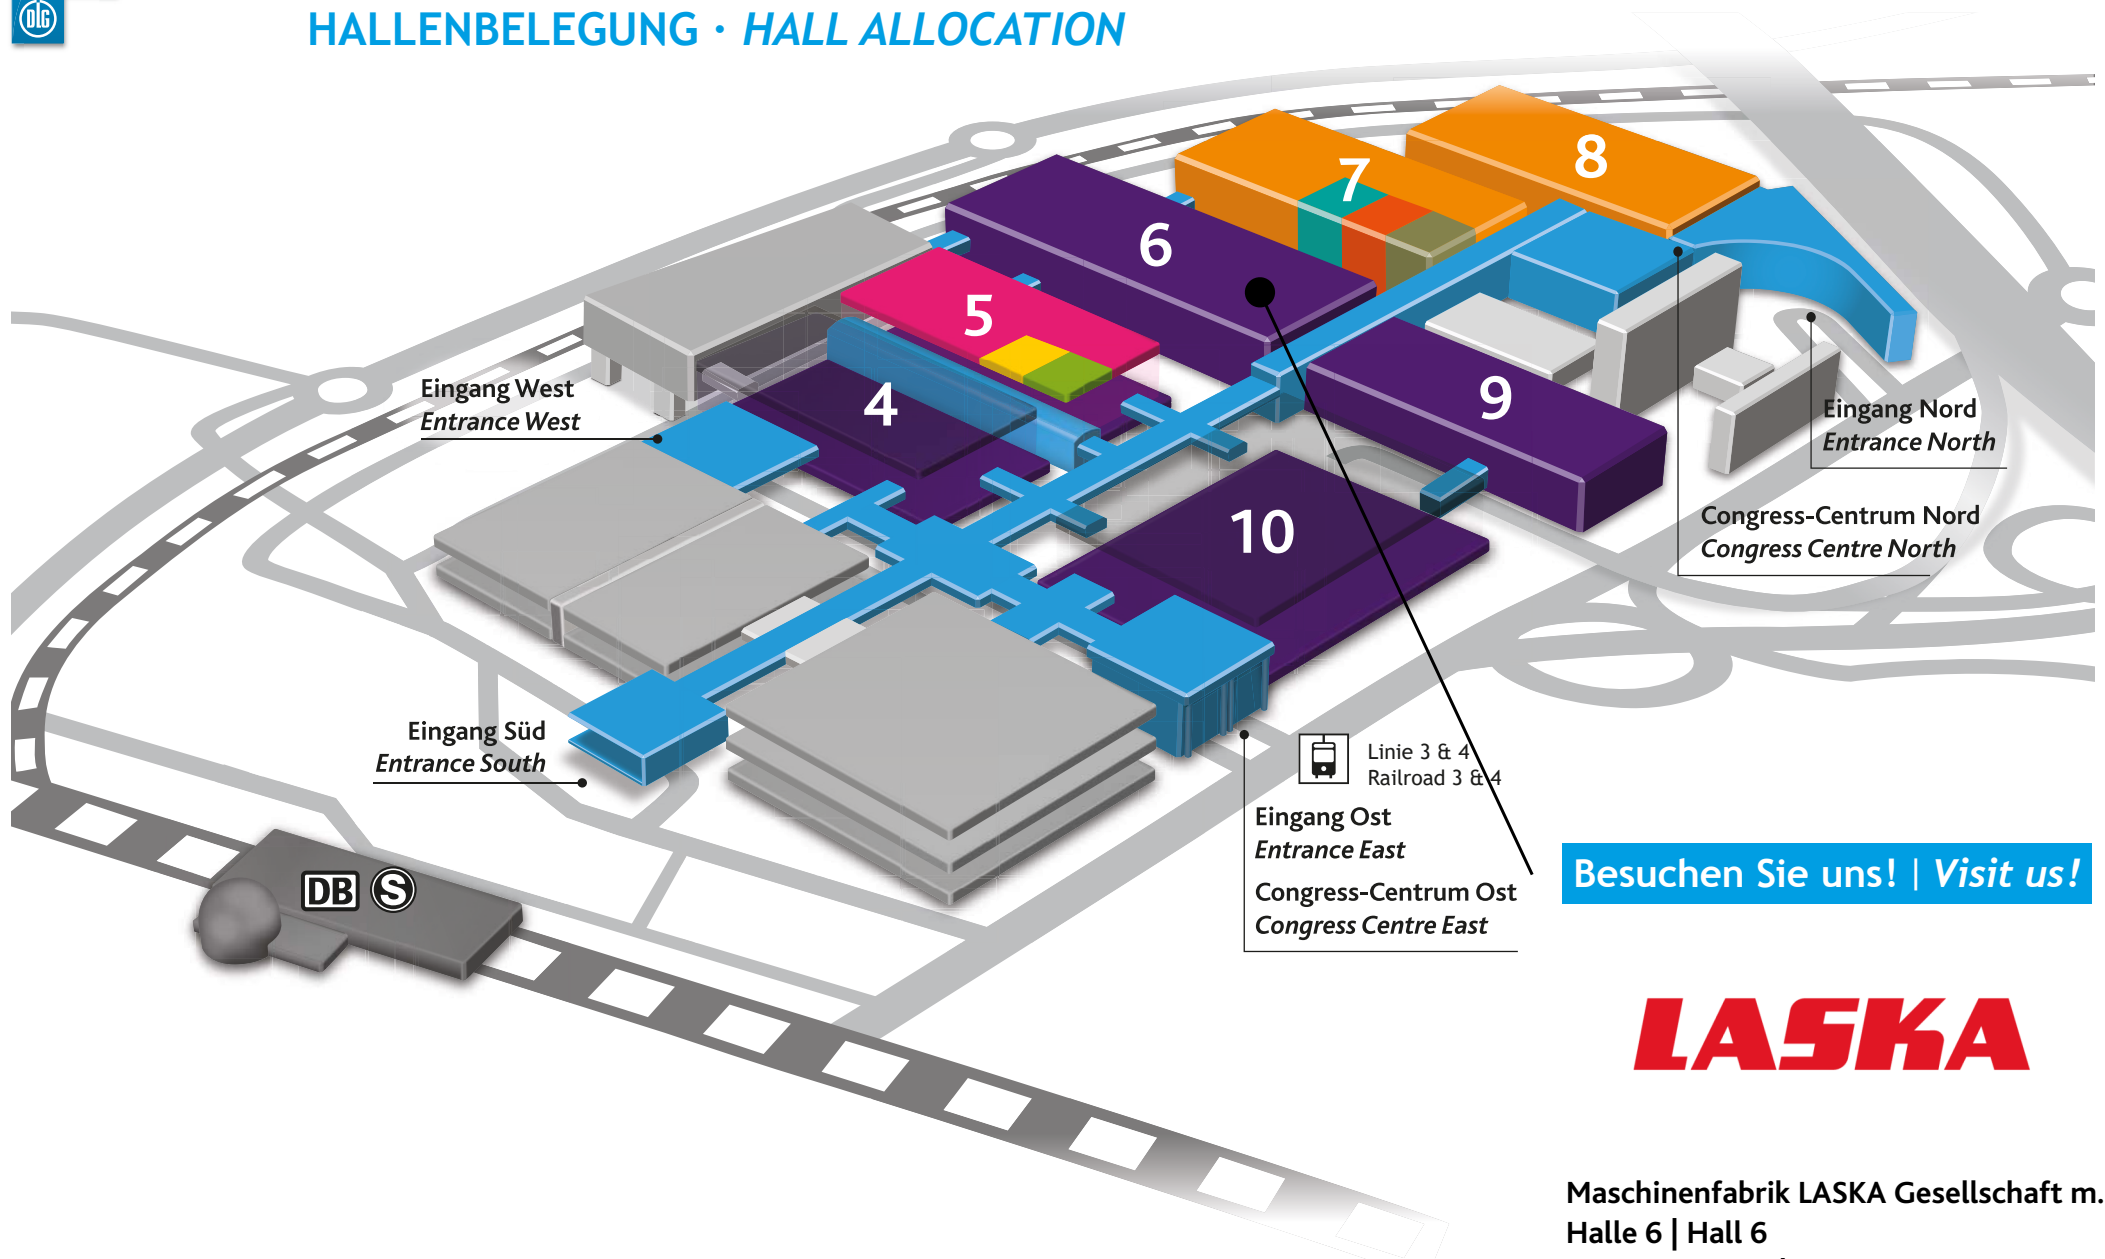 DLG
HALLENBELEGUNG · HALL ALLOCATION
8
7
6
5
9
4
10
Eingang West
Entrance West
Eingang Nord
Entrance North
Congress-Centrum Nord
Congress Centre North
Eingang Süd
Entrance South
Linie 3 & 4
Railroad 3 & 4
Eingang Ost
Entrance East
Congress-Centrum Ost
Congress Centre East
DB S
Besuchen Sie uns! | Visit us!
LASKA
Maschinenfabrik LASKA Gesellschaft m.
Halle 6 | Hall 6